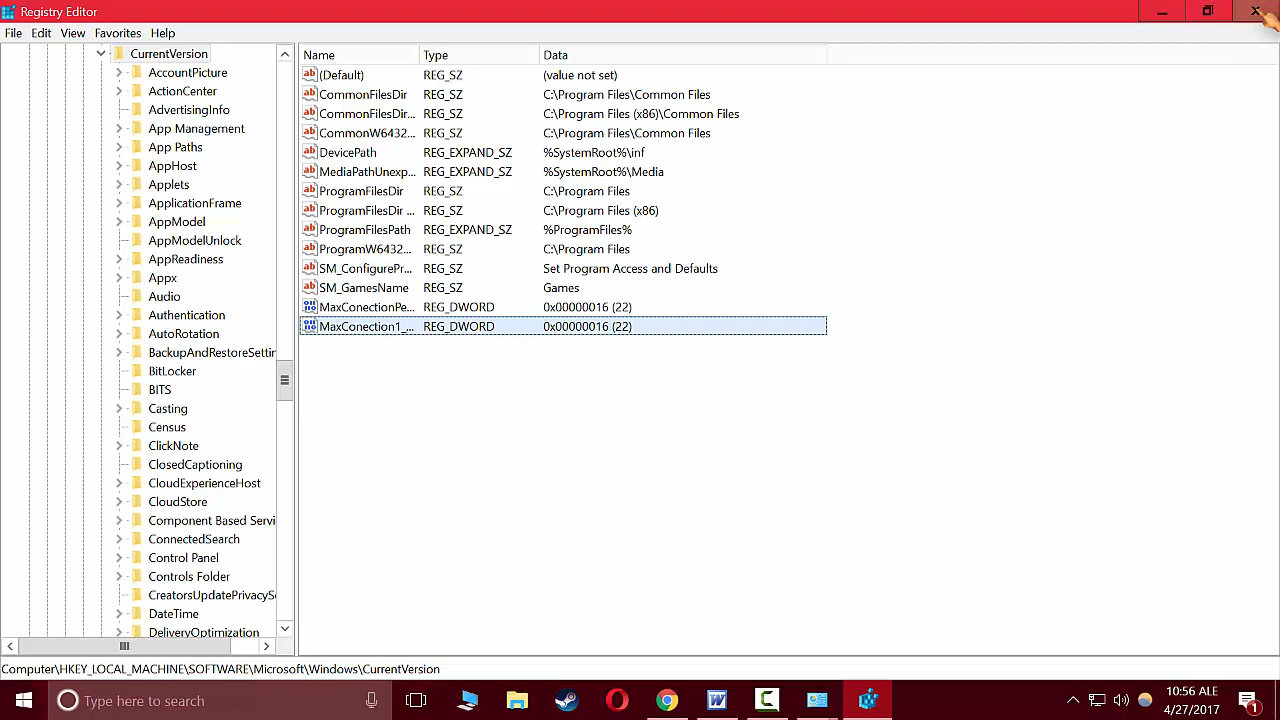 Registry Editor
File Edit View Favorites Help
CurrentVersion
AccountPicture
ActionCenter
AdvertisingInfo
App Management
App Paths
AppHost
Applets
ApplicationFrame
AppModel
AppModelUnlock
AppReadiness
Appx
Audio
Authentication
AutoRotation
BackupAndRestoreSettin
BitLocker
BITS
Casting
Census
ClickNote
ClosedCaptioning
CloudExperienceHost
CloudStore
Component Based Servi
ConnectedSearch
Control Panel
Controls Folder
CreatorsUpdatePrivacySe
DateTime
DeliveryOptimization
Name Type Data
(Default) REG_SZ (value not set)
CommonFilesDir REG_SZ C:\Program Files\Common Files
CommonFilesDir... REG_SZ C:\Program Files (x86)\Common Files
CommonW6432... REG_SZ C:\Program Files\Common Files
DevicePath REG_EXPAND_SZ %SystemRoot%\inf
MediaPathUnexp... REG_EXPAND_SZ %SystemRoot%\Media
ProgramFilesDir REG_SZ C:\Program Files
ProgramFilesDir ... REG_SZ C:\Program Files (x86)
ProgramFilesPath REG_EXPAND_SZ %ProgramFiles%
ProgramW6432... REG_SZ C:\Program Files
SM_ConfigurePr... REG_SZ Set Program Access and Defaults
SM_GamesName REG_SZ Games
MaxConectionPe... REG_DWORD 0x00000016 (22)
MaxConection1_... REG_DWORD 0x00000016 (22)
Computer\HKEY_LOCAL_MACHINE\SOFTWARE\Microsoft\Windows\CurrentVersion
Type here to search
10:56 ALE
4/27/2017
1